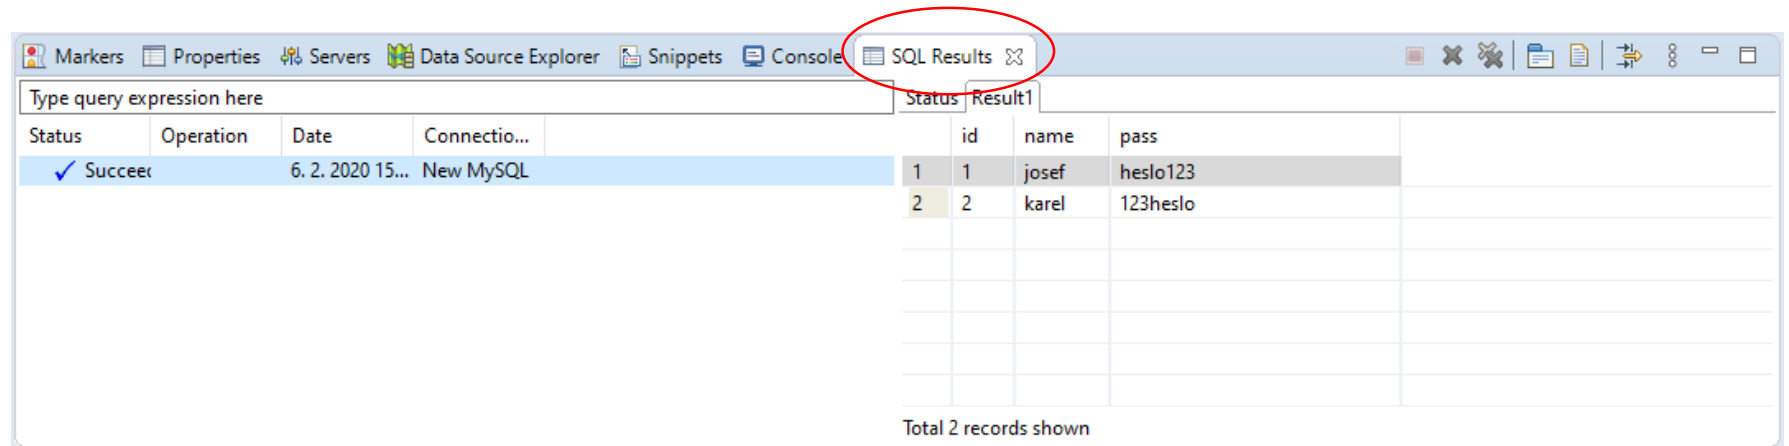 Markers Properties Servers Data Source Explorer Snippets Console SQL Results
Type query expression here
Status Result1
Status Operation Date Connectio...
id name pass
Succeed 6. 2. 2020 15... New MySQL
1 1 josef heslo123
2 2 karel 123heslo
Total 2 records shown